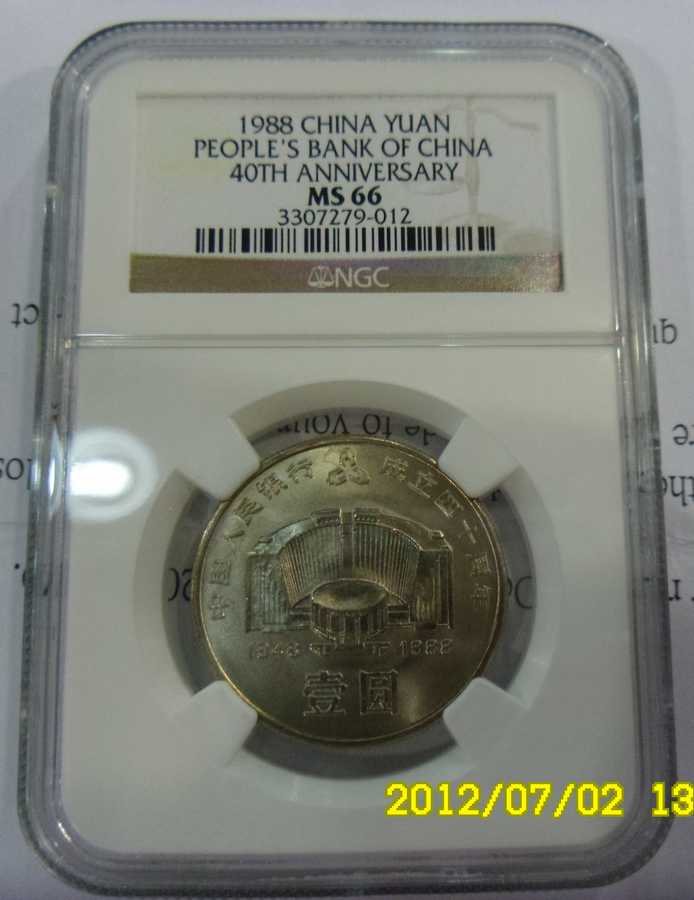 1988 CHINA YUAN
PEOPLE'S BANK OF CHINA
40TH ANNIVERSARY
MS 66
3307279-012
NGC
中国人民银行 成立四十周年
1948 1988
壹圆
2012/07/02 13